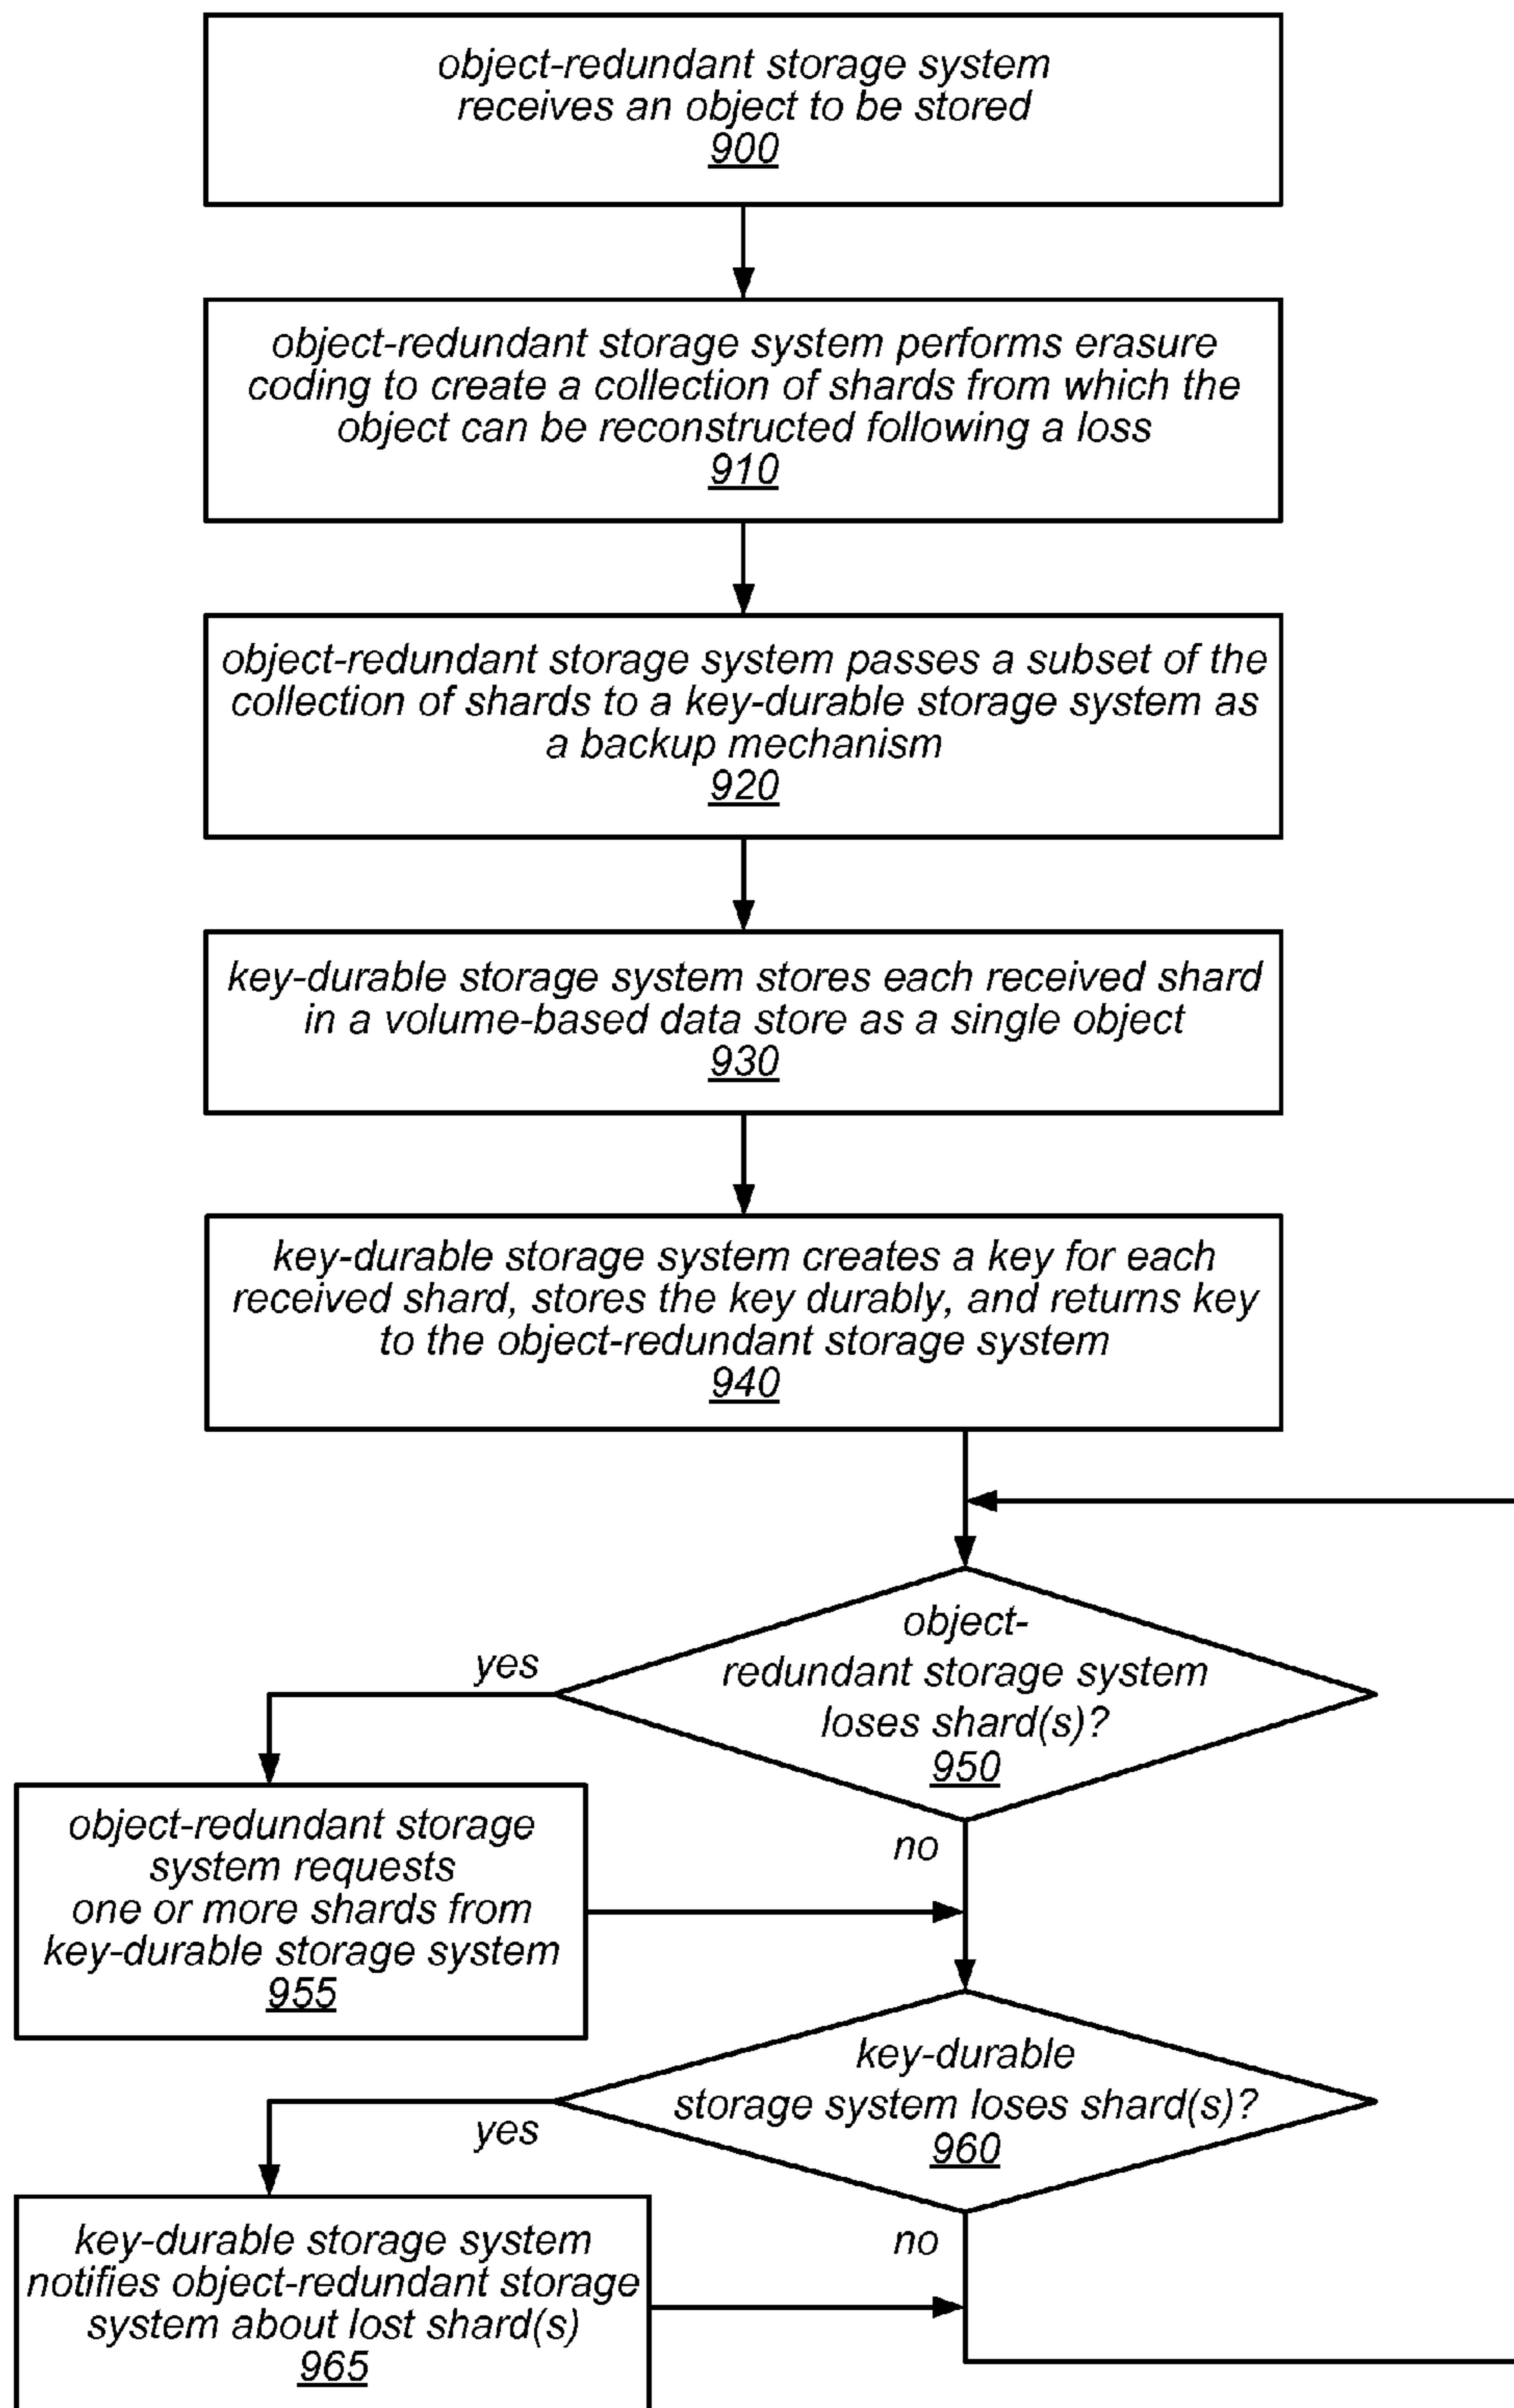 object-redundant storage system
receives an object to be stored
900
object-redundant storage system performs erasure
coding to create a collection of shards from which the
object can be reconstructed following a loss
910
object-redundant storage system passes a subset of the
collection of shards to a key-durable storage system as
a backup mechanism
920
key-durable storage system stores each received shard
in a volume-based data store as a single object
930
key-durable storage system creates a key for each
received shard, stores the key durably, and returns key
to the object-redundant storage system
940
object-
redundant storage system
loses shard(s)?
950
yes
no
object-redundant storage
system requests
one or more shards from
key-durable storage system
955
key-durable
storage system loses shard(s)?
960
yes
no
key-durable storage system
notifies object-redundant storage
system about lost shard(s)
965